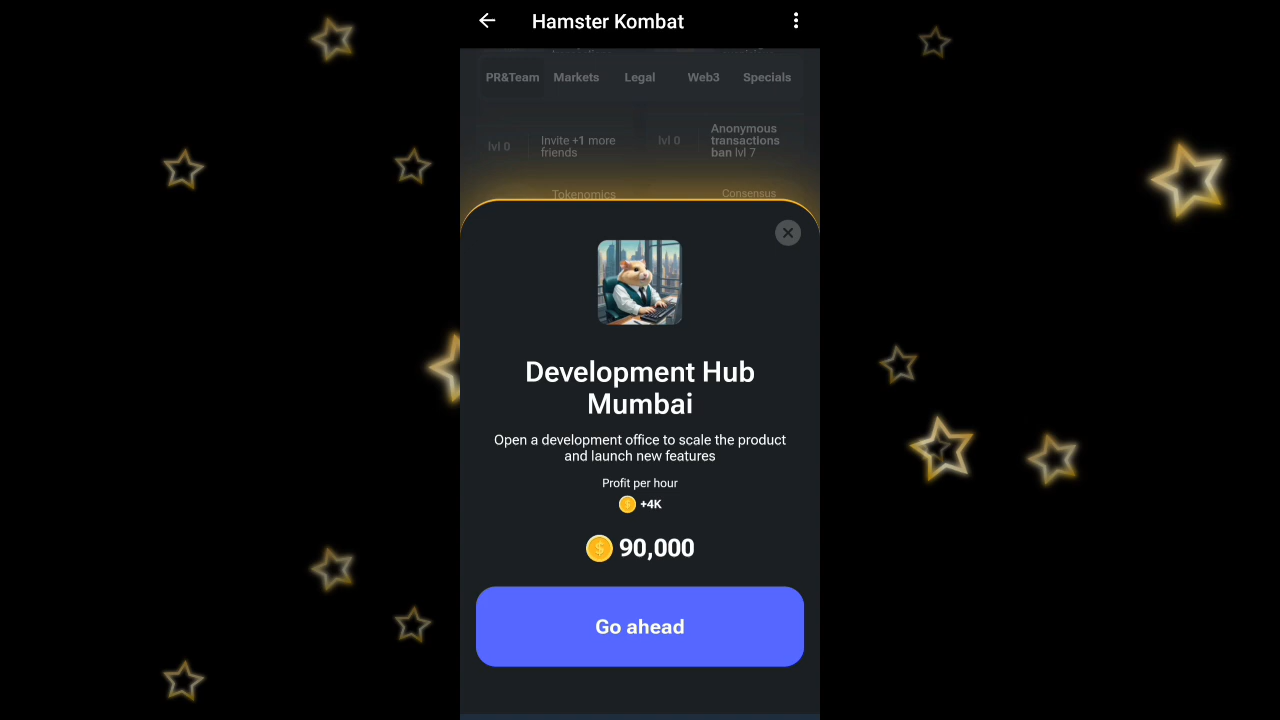 Hamster Kombat
PR&Team Markets Legal Web3 Specials
lvl 0
Invite +1 more
friends
lvl 0
Anonymous
transactions
ban lvl 7
Tokenomics
Consensus
Development Hub
Mumbai
Open a development office to scale the product
and launch new features
Profit per hour
+4K
90,000
Go ahead